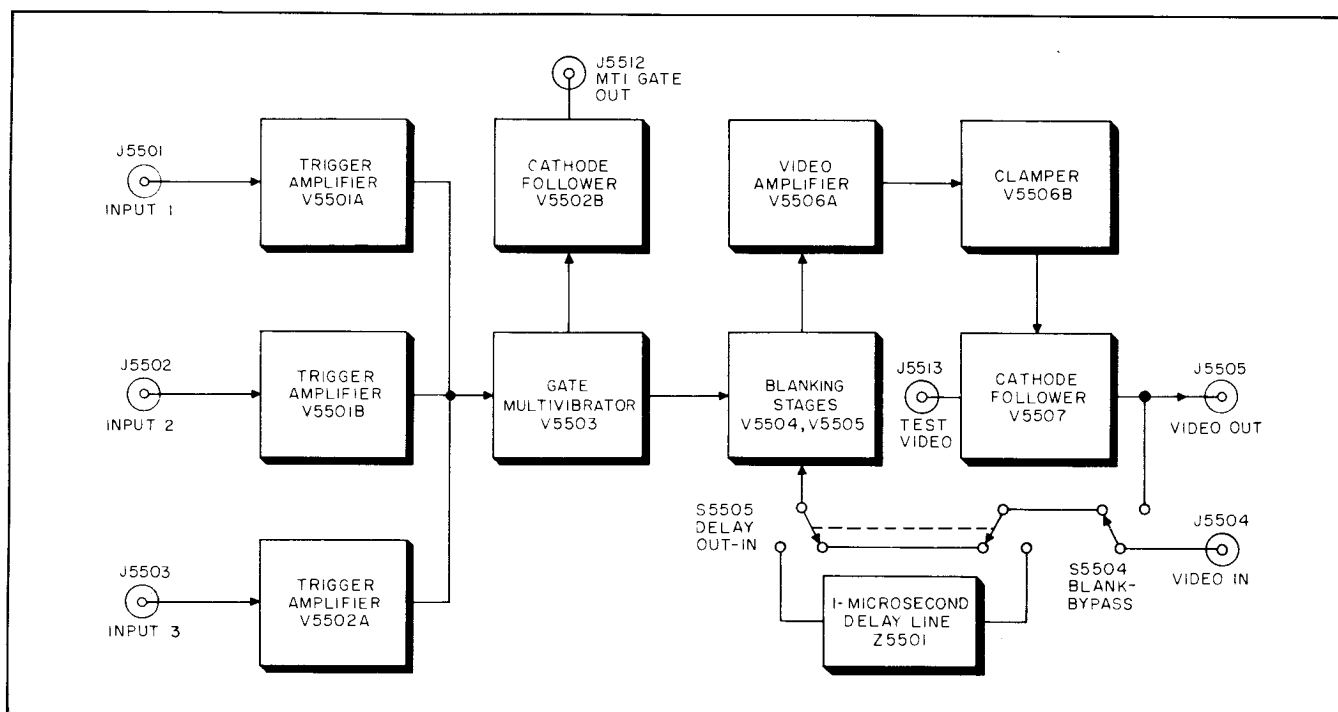 J5501
INPUT 1
TRIGGER
AMPLIFIER
V5501A
J5512
MTI GATE
OUT
CATHODE
FOLLOWER
V5502B
VIDEO
AMPLIFIER
V5506A
CLAMPER
V5506B
J5502
INPUT 2
TRIGGER
AMPLIFIER
V5501B
GATE
MULTIVIBRATOR
V5503
BLANKING
STAGES
V5504, V5505
J5513
TEST
VIDEO
CATHODE
FOLLOWER
V5507
J5505
VIDEO OUT
J5503
INPUT 3
TRIGGER
AMPLIFIER
V5502A
S5505
DELAY
OUT-IN
1-MICROSECOND
DELAY LINE
Z5501
S5504
BLANK-
BYPASS
J5504
VIDEO IN